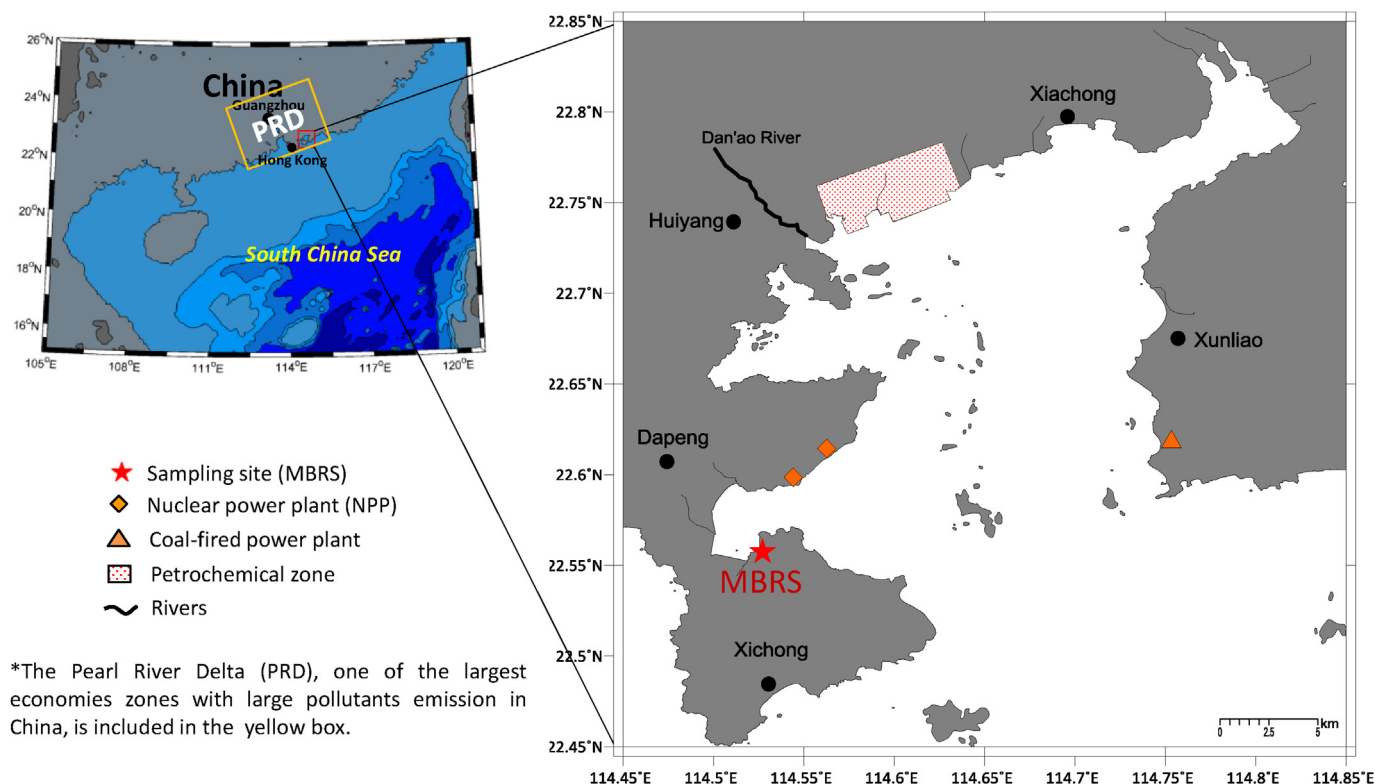 26°N
24°N
22°N
20°N
18°N
16°N
105°E
108°E
111°E
114°E
117°E
120°E
China
Guangzhou
PRD
Hong Kong
South China Sea
Sampling site (MBRS)
Nuclear power plant (NPP)
Coal-fired power plant
Petrochemical zone
Rivers
*The Pearl River Delta (PRD), one of the largest
economies zones with large pollutants emission in
China, is included in the yellow box.
22.85°N
22.8°N
22.75°N
22.7°N
22.65°N
22.6°N
22.55°N
22.5°N
22.45°N
Xiachong
Dan'ao River
Huiyang
Xunliao
Dapeng
MBRS
Xichong
0 2.5 5 km
114.45°E
114.5°E
114.55°E
114.6°E
114.65°E
114.7°E
114.75°E
114.8°E
114.85°E